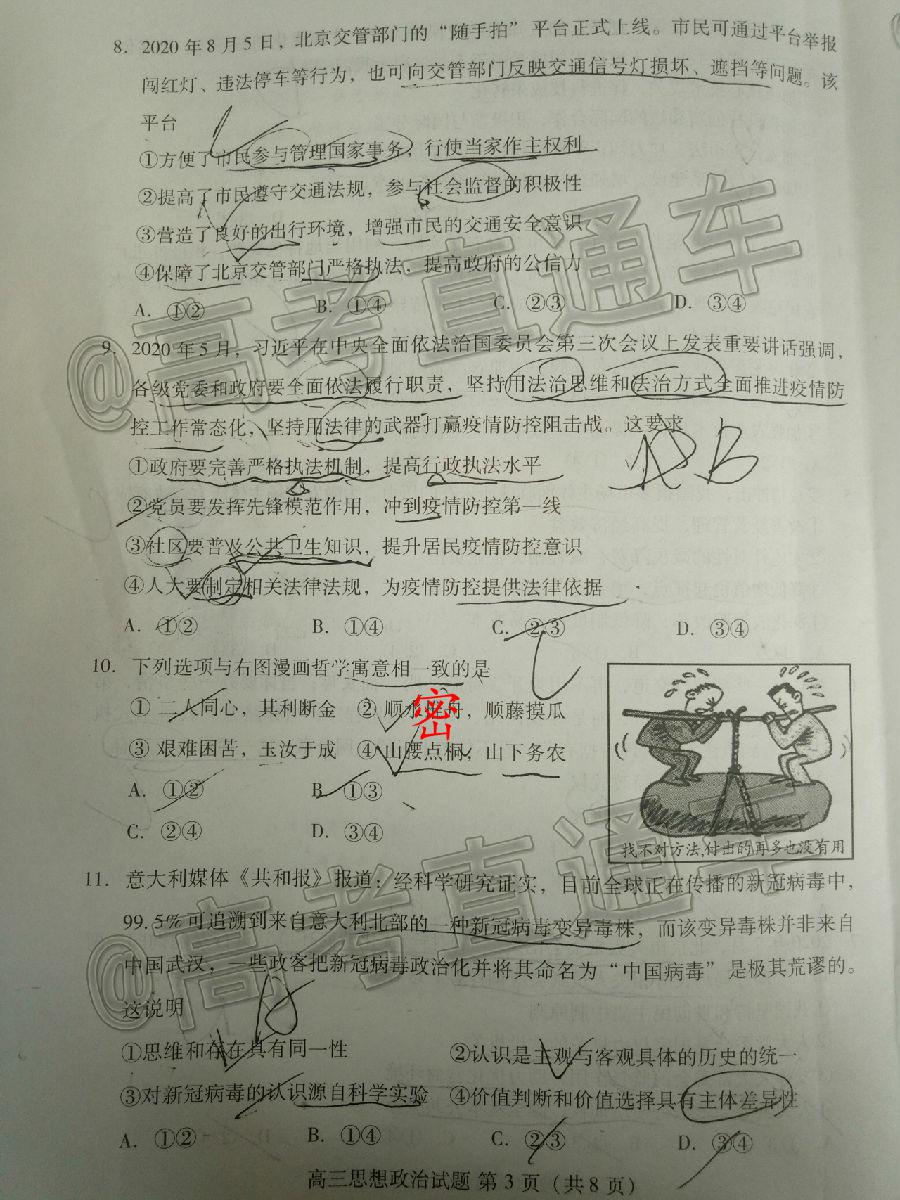 8. 2020年8月5日，北京交管部门的“随手拍”平台正式上线。市民可通过平台举报
闯红灯、违法停车等行为，也可向交管部门反映交通信号灯损坏、遮挡等问题。该
平台
①方便了市民参与管理国家事务，行使当家作主权利
②提高了市民遵守交通法规，参与社会监督的积极性
③营造了良好的出行环境，增强市民的交通安全意识
④保障了北京交管部门严格执法，提高政府的公信力
A. ①② B. ①④ C. ②③ D. ③④
9. 2020年5月，习近平在中央全面依法治国委员会第三次会议上发表重要讲话强调，
各级党委和政府要全面依法履行职责，坚持用法治思维和法治方式全面推进疫情防
控工作常态化，坚持用法律的武器打赢疫情防控阻击战。这要求
①政府要完善严格执法机制，提高行政执法水平
B
②党员要发挥先锋模范作用，冲到疫情防控第一线
③社区要普及公共卫生知识，提升居民疫情防控意识
④人大要制定相关法律法规，为疫情防控提供法律依据
A. ①② B. ①④ C. ②③ D. ③④
10. 下列选项与右图漫画哲学寓意相一致的是
① 二人同心，其利断金 ② 顺水推舟，顺藤摸瓜
密
③ 艰难困苦，玉汝于成 ④ 山腰点桐，山下务农
A. ①② B. ①③
C. ②④ D. ③④
找不对方法,付出的再多也没有用
11. 意大利媒体《共和报》报道：经科学研究证实，目前全球正在传播的新冠病毒中，
99.5%可追溯到来自意大利北部的一种新冠病毒变异毒株，而该变异毒株并非来自
中国武汉，一些政客把新冠病毒政治化并将其命名为“中国病毒”是极其荒谬的。
这说明
①思维和存在具有同一性 ②认识是主观与客观具体的历史的统一
③对新冠病毒的认识源自科学实验 ④价值判断和价值选择具有主体差异性
A. ①② B. ①④ C. ②③ D. ③④
高三思想政治试题 第3页（共8页）
@高考直通车
@高考直通车